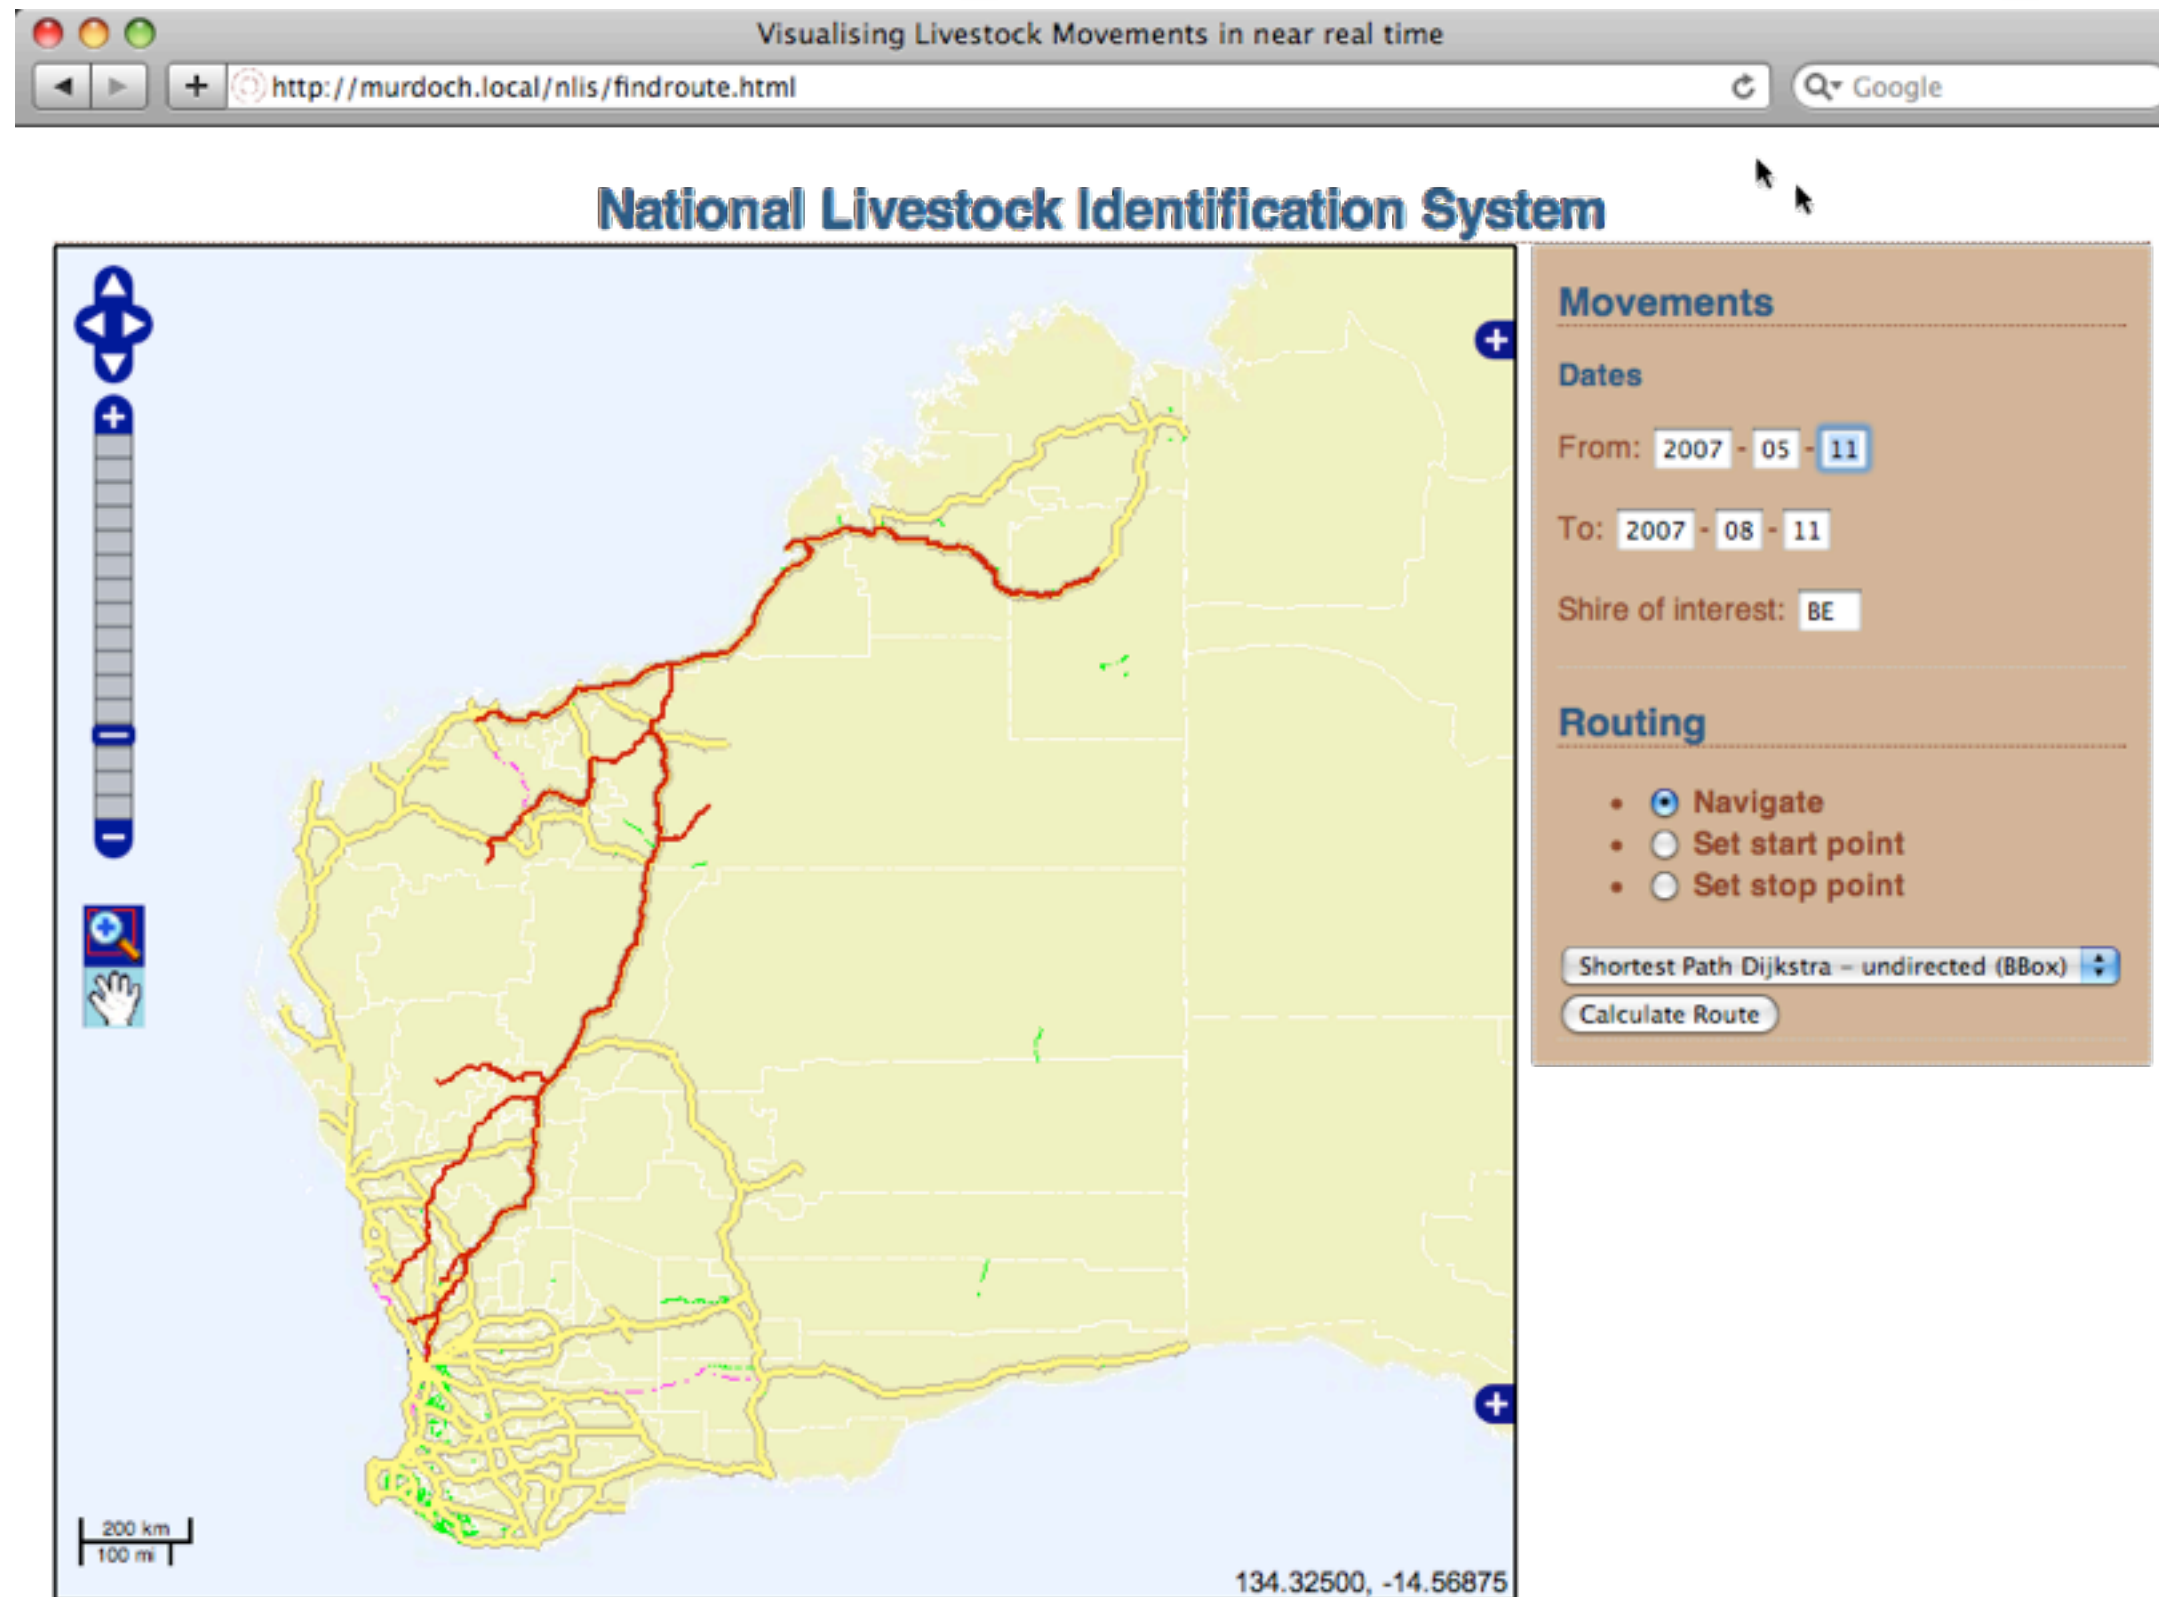 Visualising Livestock Movements in near real time
http://murdoch.local/nlis/findroute.html
Google
National Livestock Identification System
Movements
Dates
From: 2007 - 05 - 11
To: 2007 - 08 - 11
Shire of interest: BE
Routing
• Navigate
• Set start point
• Set stop point
Shortest Path Dijkstra – undirected (BBox)
Calculate Route
200 km
100 mi
134.32500, -14.56875